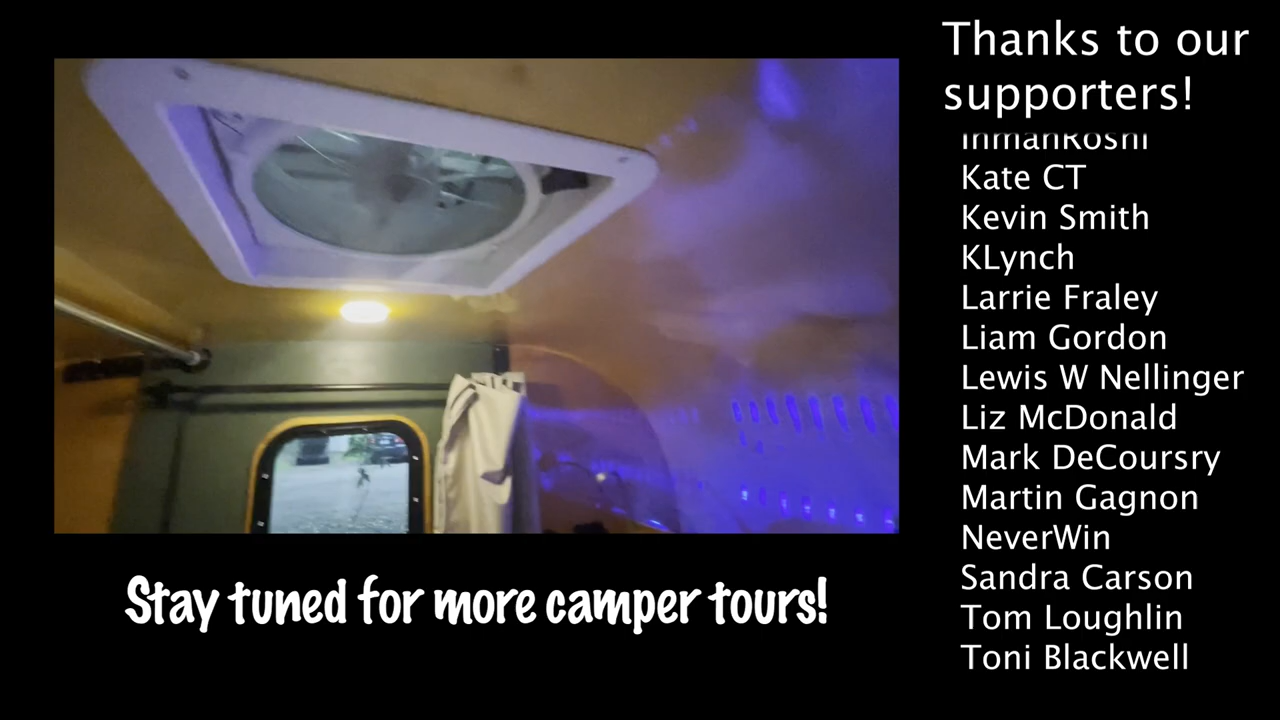 Thanks to our
supporters!
InmanRoshi
Kate CT
Kevin Smith
KLynch
Larrie Fraley
Liam Gordon
Lewis W Nellinger
Liz McDonald
Mark DeCoursry
Martin Gagnon
NeverWin
Sandra Carson
Tom Loughlin
Toni Blackwell
Stay tuned for more camper tours!